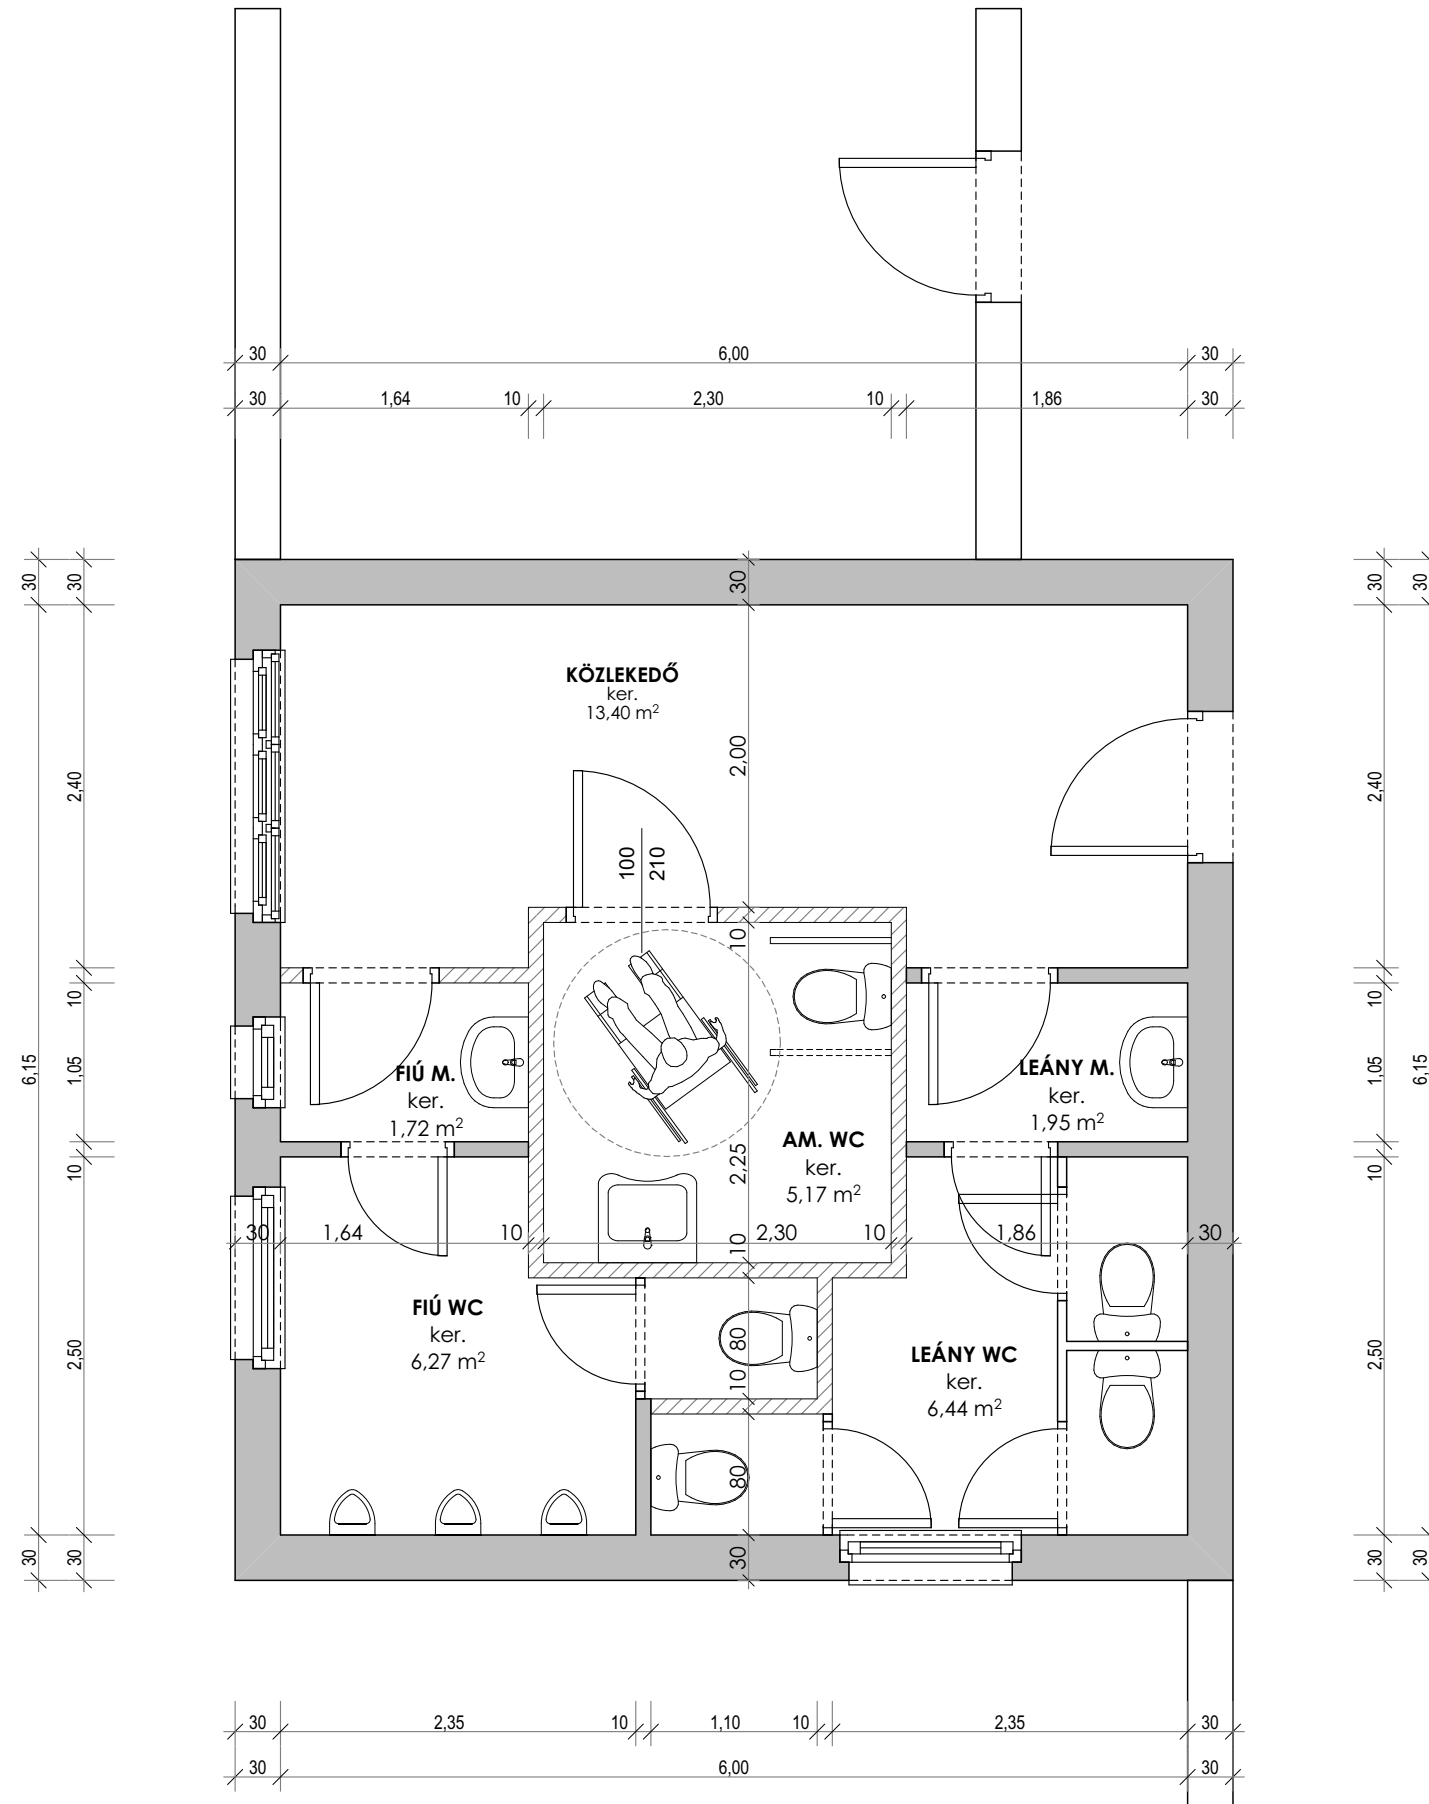 30 6,00 30
30 1,64 10 2,30 10 1,86 30
30 30 30 30 30
KÖZLEKEDŐ
ker.
13,40 m²
2,00
2,40 2,40
100
210
10
10 10
6,15 1,05 1,05 6,15
FIÚ M.
ker.
1,72 m²
LEÁNY M.
ker.
1,95 m²
AM. WC
ker.
5,17 m²
2,25
10 10
30 1,64 10 2,30 10 1,86 30
10
FIÚ WC
ker.
6,27 m²
80
10
LEÁNY WC
ker.
6,44 m²
2,50 2,50
80
30 30 30 30 30
30 2,35 10 1,10 10 2,35 30
30 6,00 30